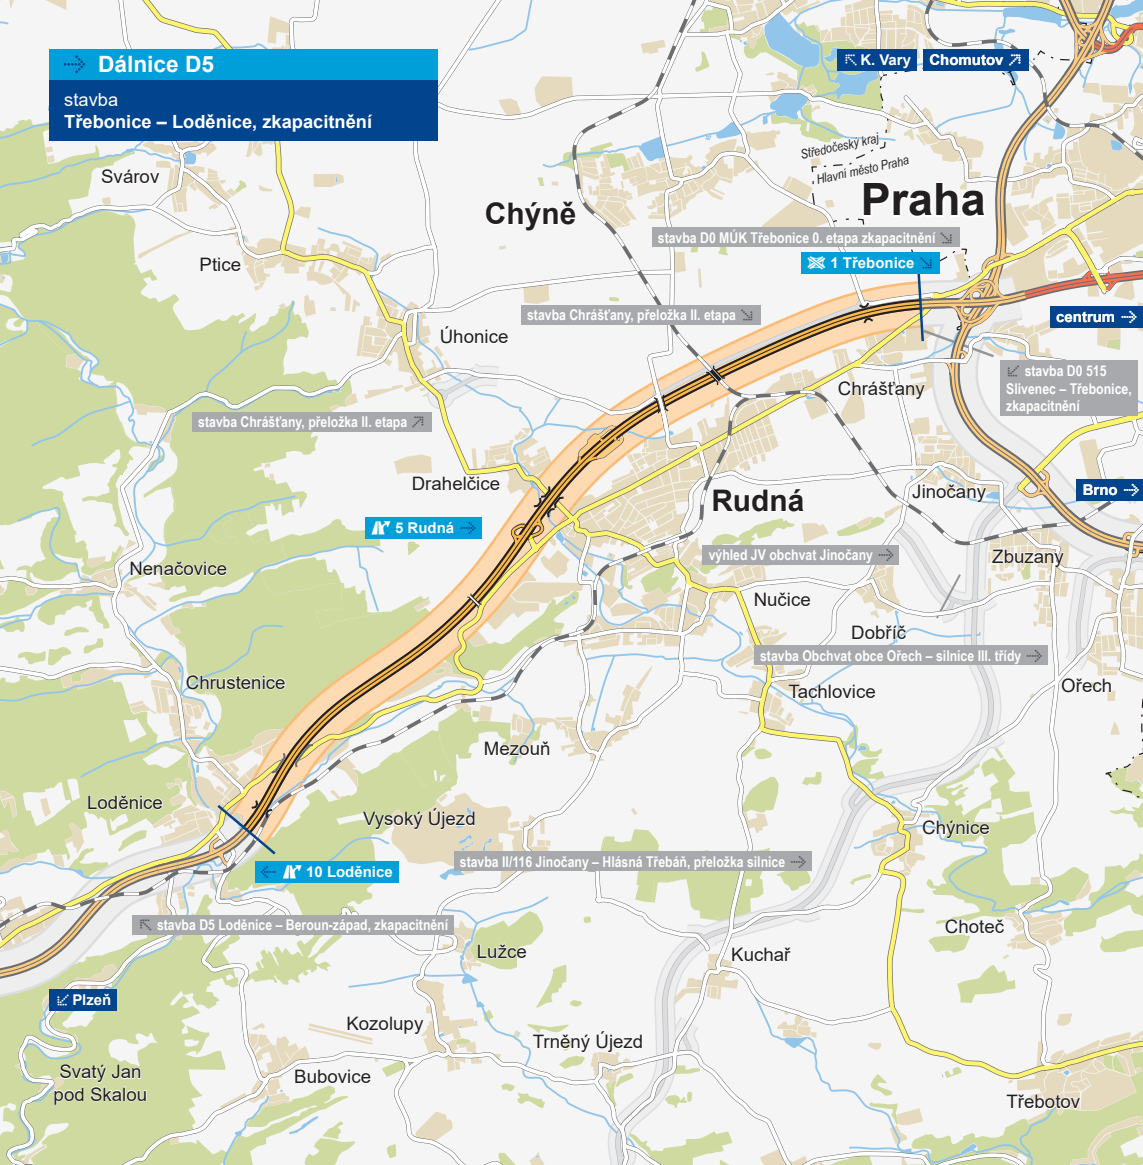 Dálnice D5
stavba
Třebonice – Loděnice, zkapacitnění
K. Vary
Chomutov
Středočeský kraj
Hlavní město Praha
Svárov
Chýně
Praha
stavba D0 MÚK Třebonice 0. etapa zkapacitnění
Ptice
1 Třebonice
stavba Chrášťany, přeložka II. etapa
centrum
Úhonice
stavba D0 515
Slivenec – Třebonice,
zkapacitnění
Chrášťany
stavba Chrášťany, přeložka II. etapa
Drahelčice
Jinočany
Brno
Rudná
5 Rudná
výhled JV obchvat Jinočany
Zbuzany
Nenačovice
Nučice
Dobříč
stavba Obchvat obce Ořech – silnice III. třídy
Chrustenice
Tachlovice
Ořech
Mezouň
Loděnice
Vysoký Újezd
Chýnice
stavba II/116 Jinočany – Hlásná Třebáň, přeložka silnice
10 Loděnice
stavba D5 Loděnice – Beroun-západ, zkapacitnění
Choteč
Lužce
Kuchař
Plzeň
Kozolupy
Trněný Újezd
Svatý Jan
pod Skalou
Bubovice
Třebotov